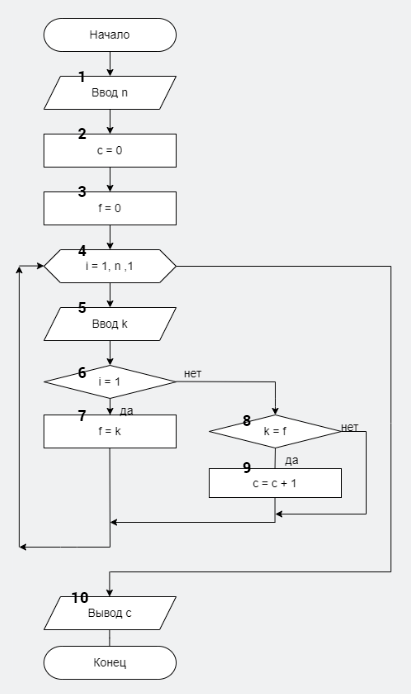 Начало
1
Ввод n
2
c = 0
3
f = 0
4
i = 1, n ,1
5
Ввод k
6
i = 1
нет
да
7
f = k
8
k = f
нет
да
9
c = c + 1
10
Вывод c
Конец